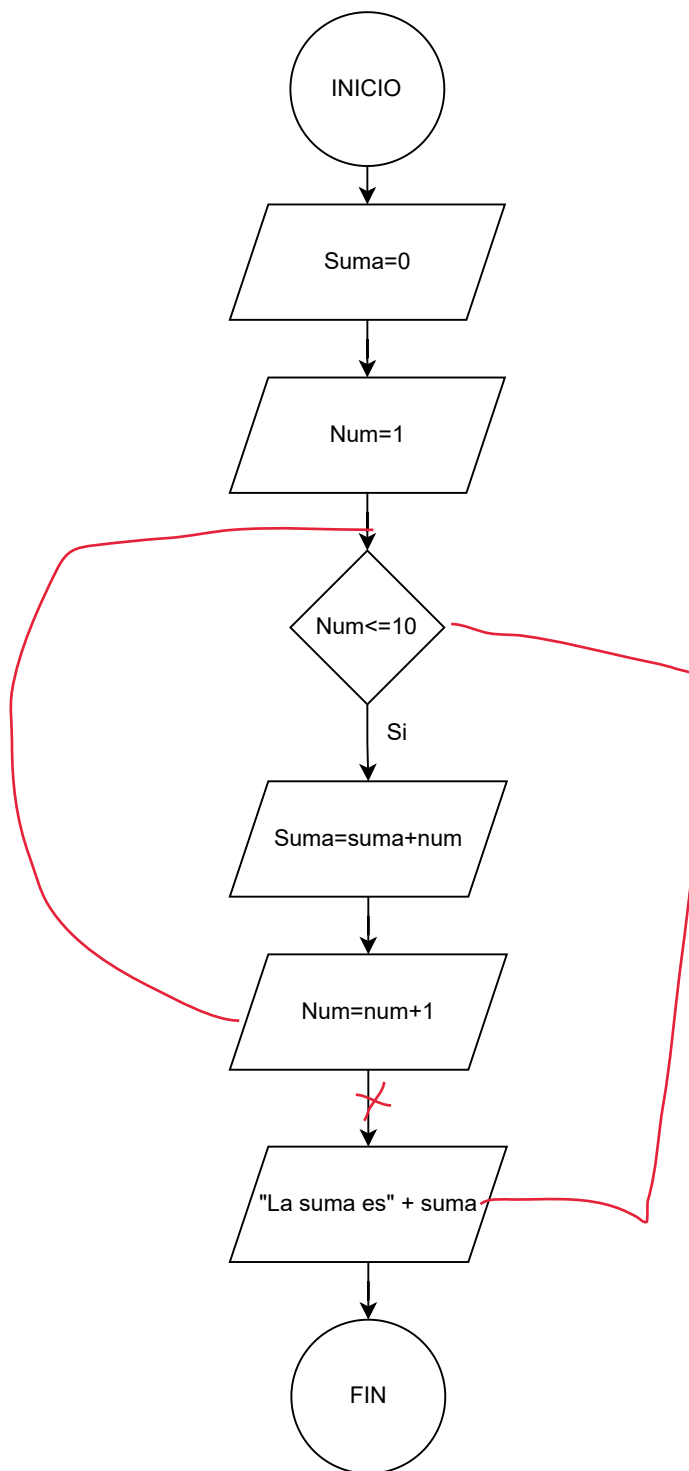 INICIO
Suma=0
Num=1
Num<=10
Si
Suma=suma+num
Num=num+1
"La suma es" + suma
FIN